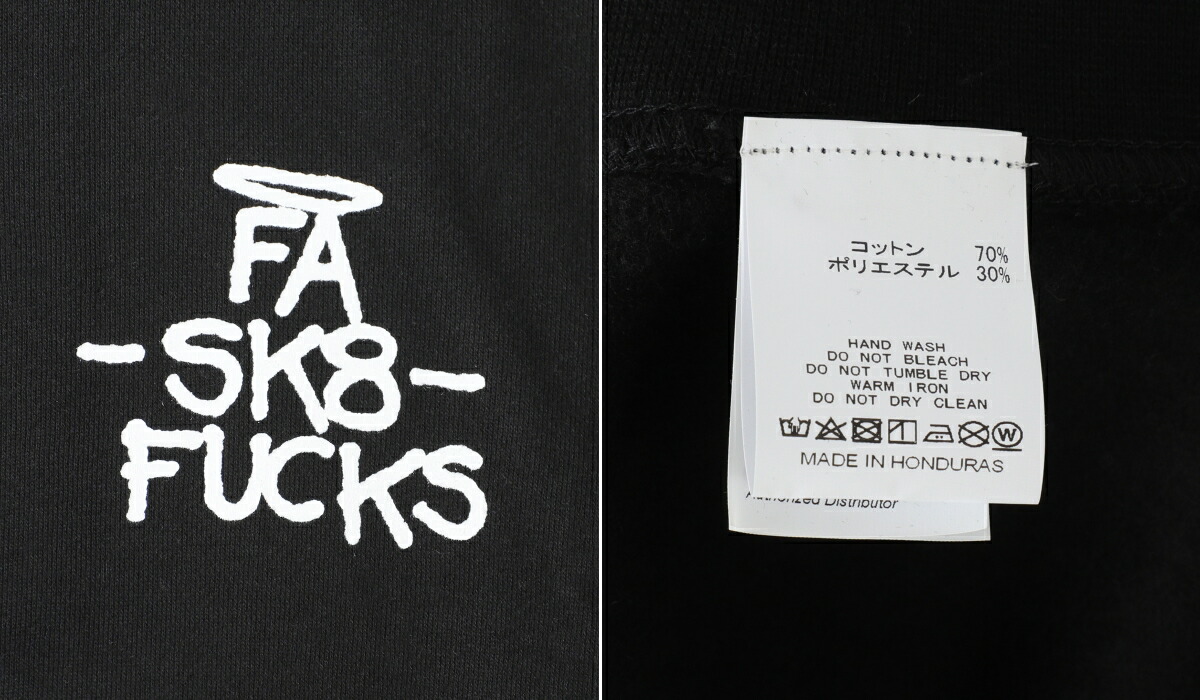 FA
-SK8-
FUCKS
コットン 70%
ポリエステル 30%
HAND WASH
DO NOT BLEACH
DO NOT TUMBLE DRY
WARM IRON
DO NOT DRY CLEAN
W
MADE IN HONDURAS
Authorized Distributor